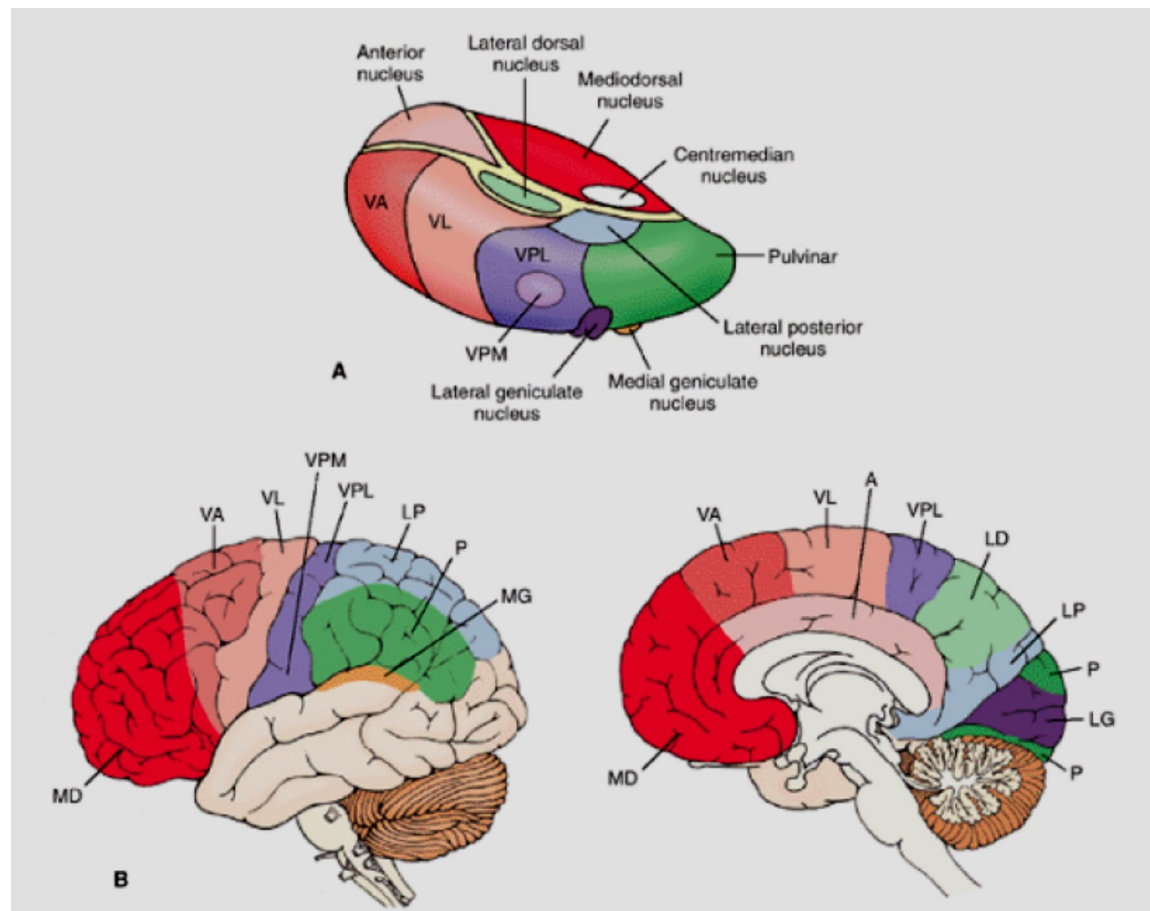 Anterior
nucleus
Lateral dorsal
nucleus
Mediodorsal
nucleus
Centremedian
nucleus
VA
VL
VPL
Pulvinar
Lateral posterior
nucleus
VPM
A
Lateral geniculate
nucleus
Medial geniculate
nucleus
VPM
VA
VL
VPL
LP
P
MG
MD
B
VA
VL
A
VPL
LD
LP
P
LG
P
MD